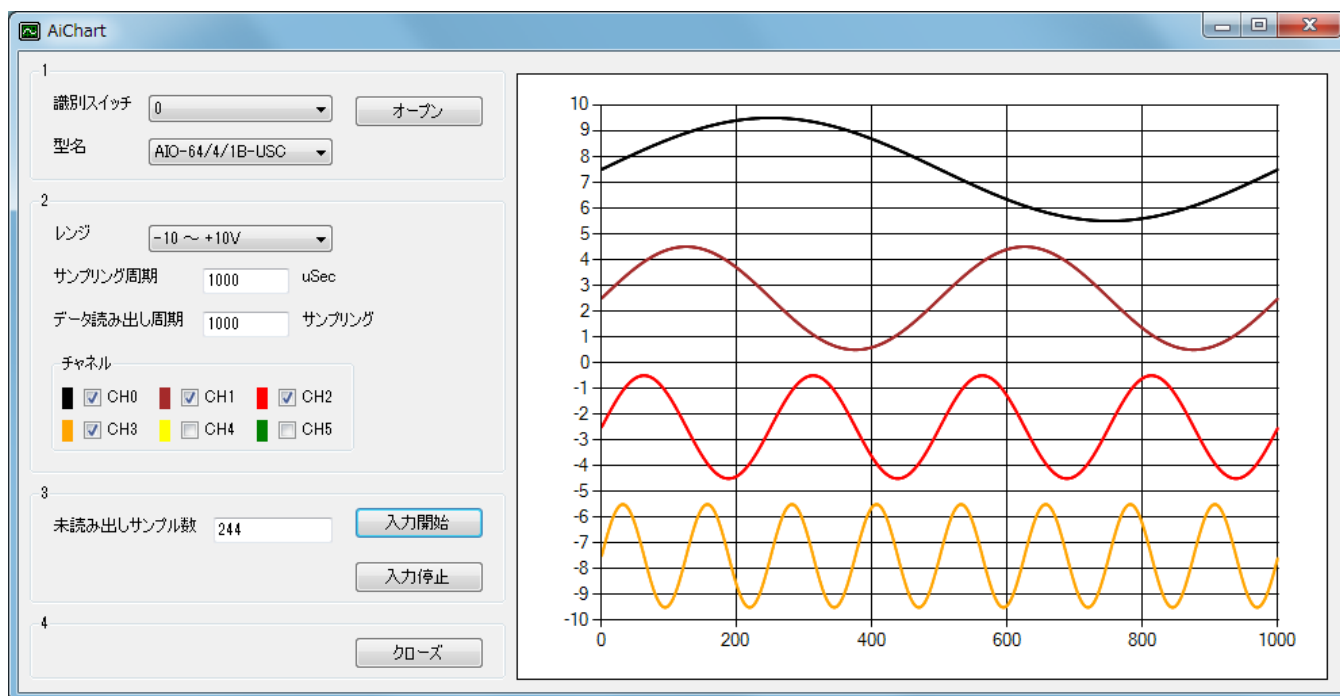 AiChart
1
識別スイッチ 0 オープン
型名 AIO-64/4/1B-USC
2
レンジ -10 ～ +10V
サンプリング周期 1000 uSec
データ読み出し周期 1000 サンプリング
チャネル
CH0 CH1 CH2
CH3 CH4 CH5
3
未読み出しサンプル数 244 入力開始
入力停止
4
クローズ
10
9
8
7
6
5
4
3
2
1
0
-1
-2
-3
-4
-5
-6
-7
-8
-9
-10
0 200 400 600 800 1000